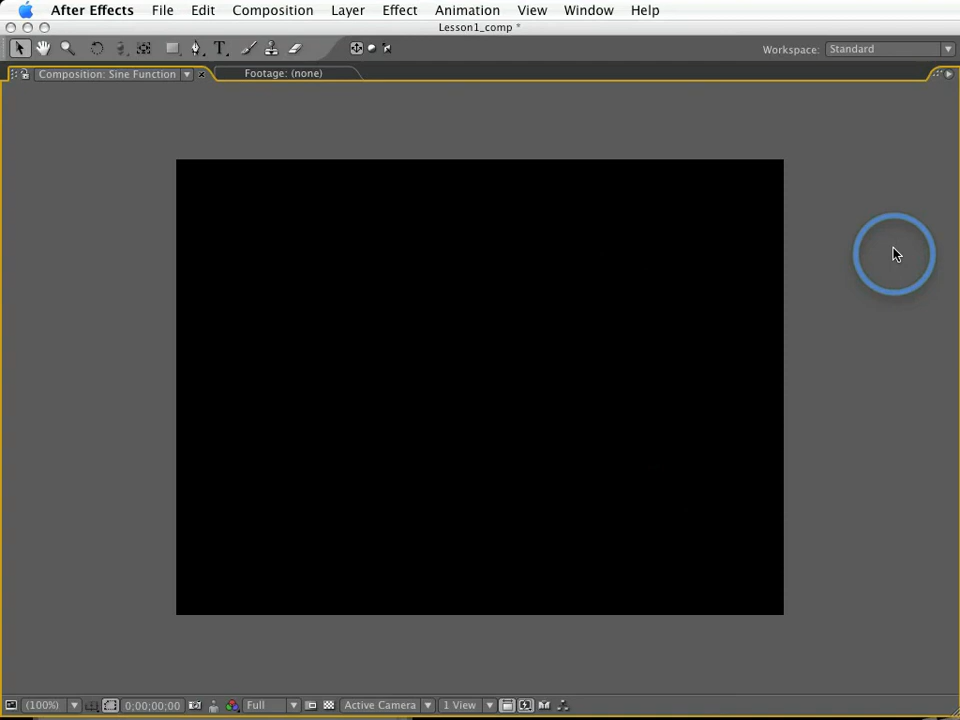 After Effects File Edit Composition Layer Effect Animation View Window Help
Lesson1_comp *
Workspace: Standard
Composition: Sine Function Footage: (none)
(100%) 0;00;00;00 Full Active Camera 1 View